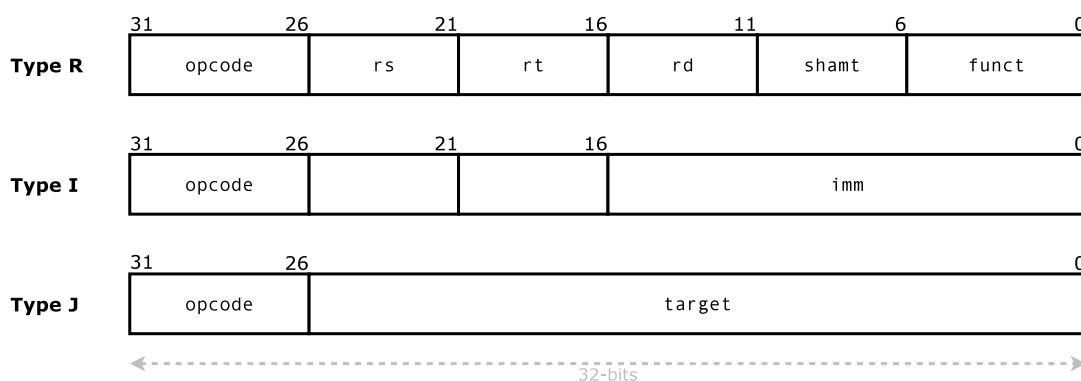 31 26 21 16 11 6 0
Type R opcode rs rt rd shamt funct
31 26 21 16 0
Type I opcode imm
31 26 0
Type J opcode target
32-bits